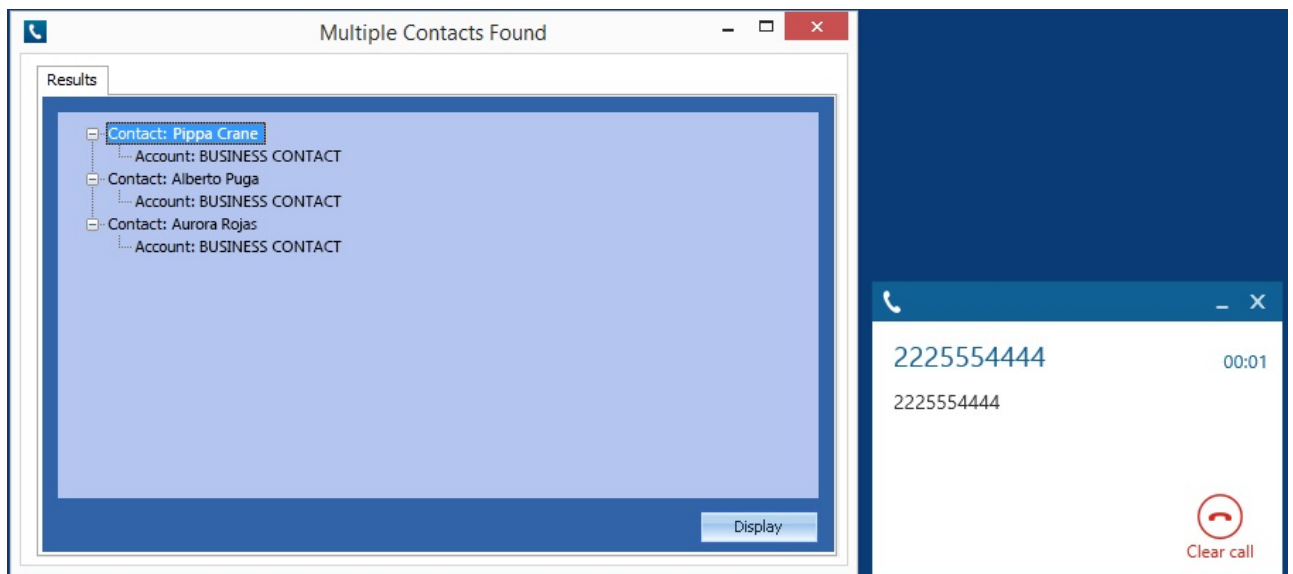 Multiple Contacts Found
Results
Contact: Pippa Crane
Account: BUSINESS CONTACT
Contact: Alberto Puga
Account: BUSINESS CONTACT
Contact: Aurora Rojas
Account: BUSINESS CONTACT
Display
2225554444
00:01
2225554444
Clear call